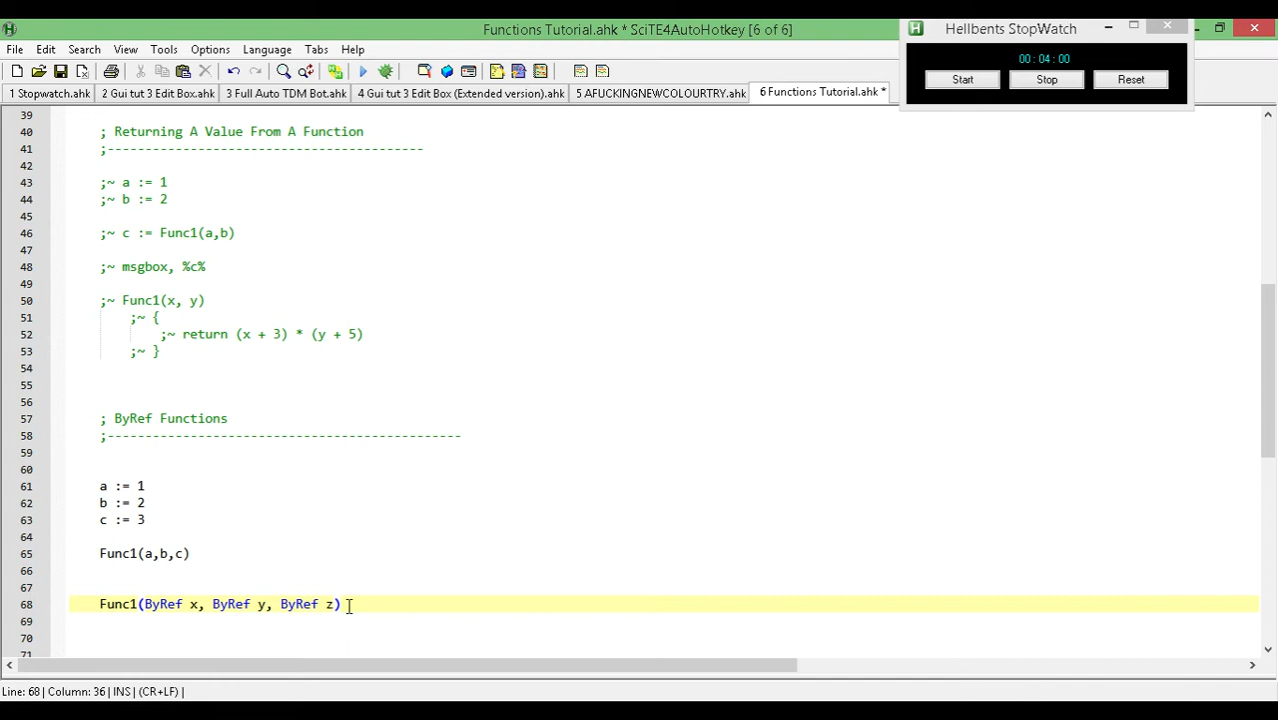 Functions Tutorial.ahk * SciTE4AutoHotkey [6 of 6]
Hellbents StopWatch
File Edit Search View Tools Options Language Tabs Help
00 : 04 : 00
Start Stop Reset
1 Stopwatch.ahk 2 Gui tut 3 Edit Box.ahk 3 Full Auto TDM Bot.ahk 4 Gui tut 3 Edit Box (Extended version).ahk 5 AFUCKINGNEWCOLOURTRY.ahk 6 Functions Tutorial.ahk *
39
40 ; Returning A Value From A Function
41 ;------------------------------------------
42
43 ;~ a := 1
44 ;~ b := 2
45
46 ;~ c := Func1(a,b)
47
48 ;~ msgbox, %c%
49
50 ;~ Func1(x, y)
51 ;~ {
52 ;~ return (x + 3) * (y + 5)
53 ;~ }
54
55
56
57 ; ByRef Functions
58 ;-----------------------------------------------
59
60
61 a := 1
62 b := 2
63 c := 3
64
65 Func1(a,b,c)
66
67
68 Func1(ByRef x, ByRef y, ByRef z)
69
70
71
Line: 68 | Column: 36 | INS | (CR+LF) |